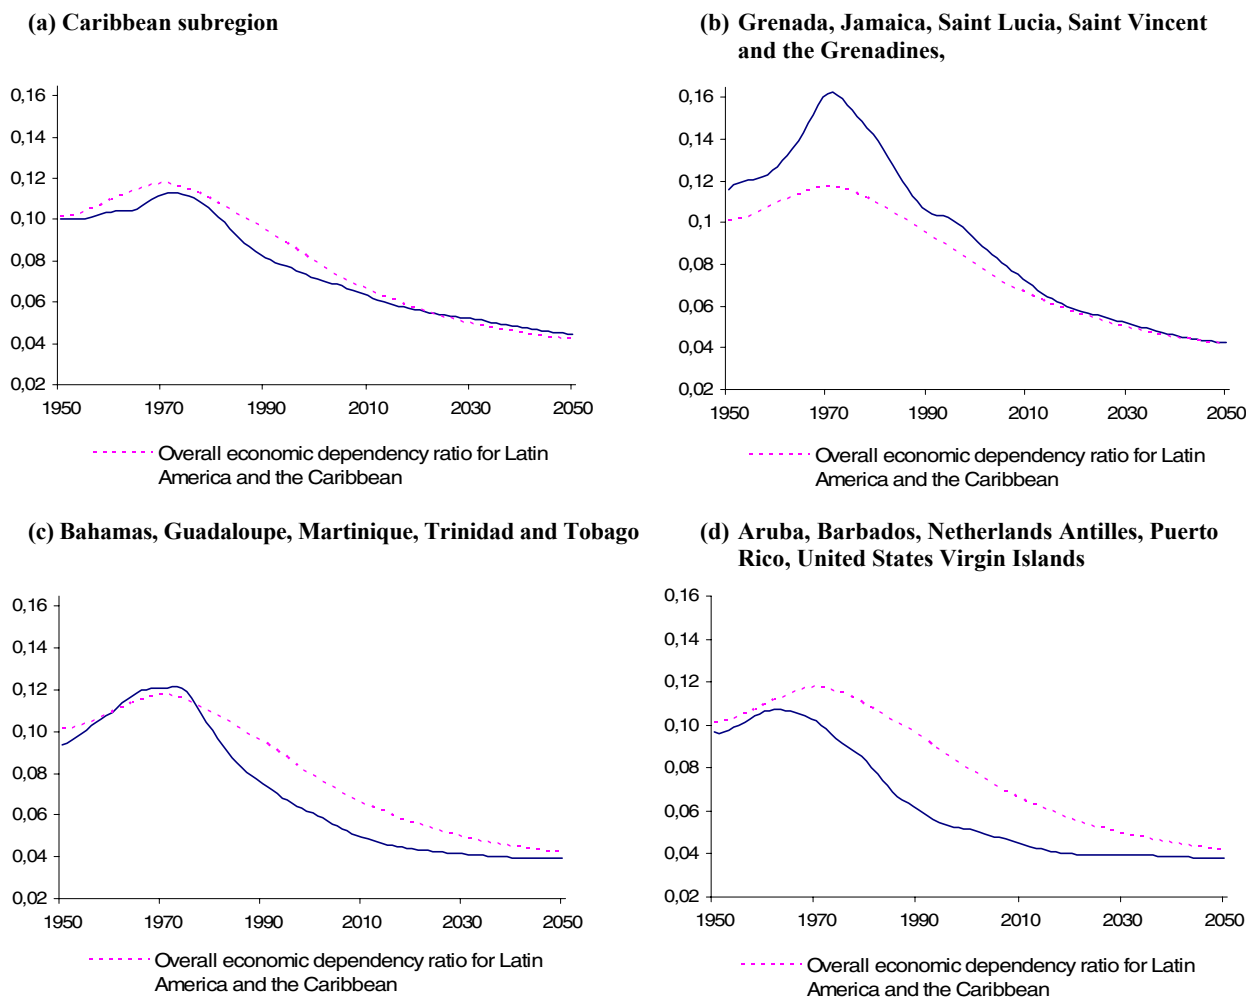 (a) Caribbean subregion
0,16
0,14
0,12
0,10
0,08
0,06
0,04
0,02
1950 1970 1990 2010 2030 2050
Overall economic dependency ratio for Latin
America and the Caribbean
(b) Grenada, Jamaica, Saint Lucia, Saint Vincent
and the Grenadines,
0,16
0,14
0,12
0,1
0,08
0,06
0,04
0,02
1950 1970 1990 2010 2030 2050
Overall economic dependency ratio for Latin
America and the Caribbean
(c) Bahamas, Guadaloupe, Martinique, Trinidad and Tobago
0,16
0,14
0,12
0,10
0,08
0,06
0,04
0,02
1950 1970 1990 2010 2030 2050
Overall economic dependency ratio for Latin
America and the Caribbean
(d) Aruba, Barbados, Netherlands Antilles, Puerto
Rico, United States Virgin Islands
0,16
0,14
0,12
0,10
0,08
0,06
0,04
0,02
1950 1970 1990 2010 2030 2050
Overall economic dependency ratio for Latin
America and the Caribbean